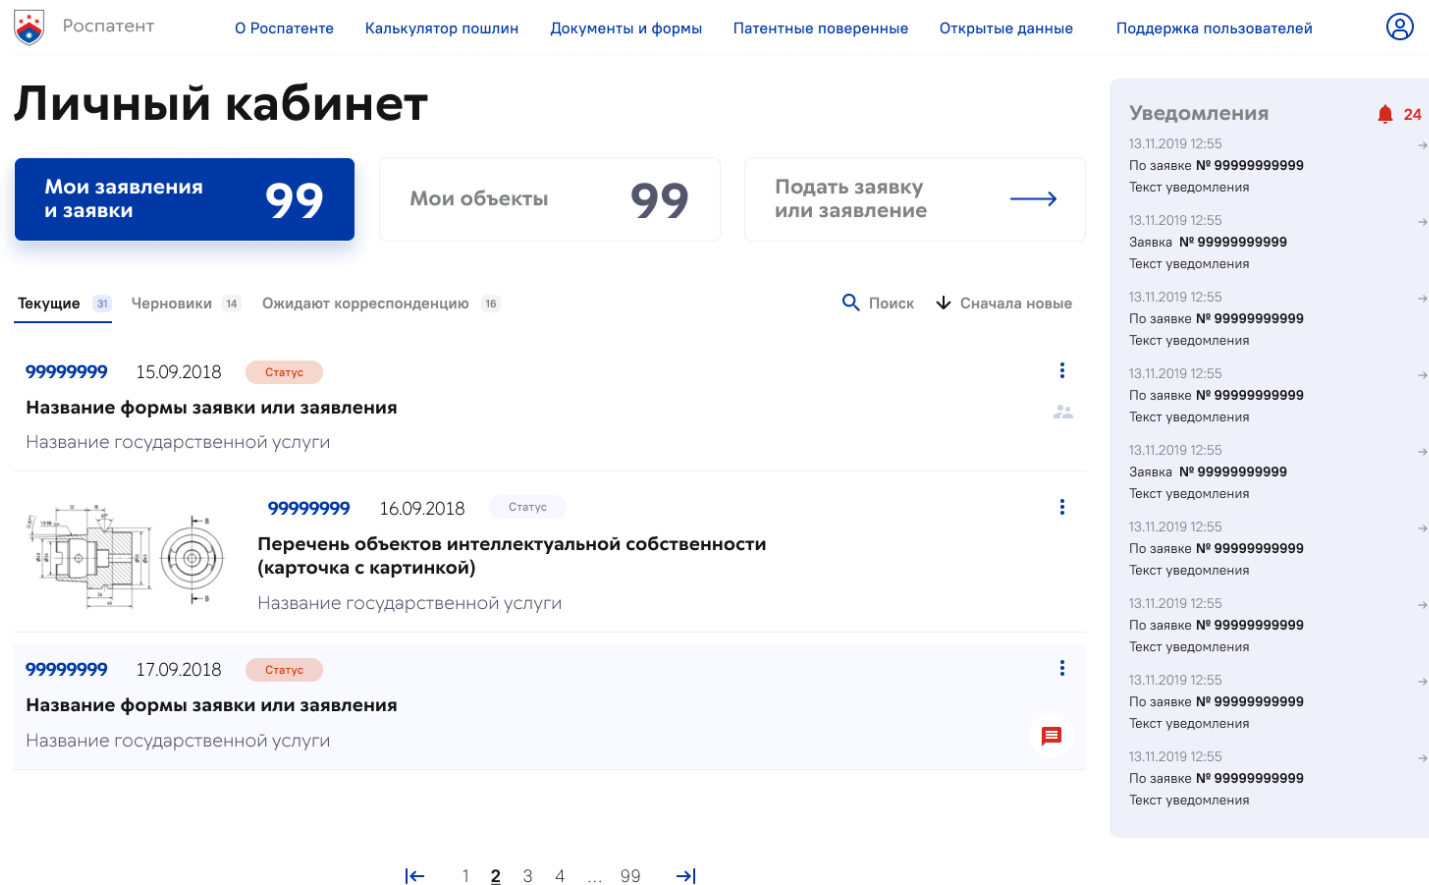 Роспатент
О Роспатенте
Калькулятор пошлин
Документы и формы
Патентные поверенные
Открытые данные
Поддержка пользователей
Личный кабинет
Мои заявления
и заявки
99
Мои объекты
99
Подать заявку
или заявление
Текущие 31
Черновики 14
Ожидают корреспонденцию 16
Поиск
Сначала новые
99999999 15.09.2018 Статус
Название формы заявки или заявления
Название государственной услуги
99999999 16.09.2018 Статус
Перечень объектов интеллектуальной собственности
(карточка с картинкой)
Название государственной услуги
99999999 17.09.2018 Статус
Название формы заявки или заявления
Название государственной услуги
1 2 3 4 ... 99
Уведомления 24
13.11.2019 12:55
По заявке № 99999999999
Текст уведомления
13.11.2019 12:55
Заявка № 99999999999
Текст уведомления
13.11.2019 12:55
По заявке № 99999999999
Текст уведомления
13.11.2019 12:55
По заявке № 99999999999
Текст уведомления
13.11.2019 12:55
Заявка № 99999999999
Текст уведомления
13.11.2019 12:55
По заявке № 99999999999
Текст уведомления
13.11.2019 12:55
По заявке № 99999999999
Текст уведомления
13.11.2019 12:55
По заявке № 99999999999
Текст уведомления
13.11.2019 12:55
По заявке № 99999999999
Текст уведомления